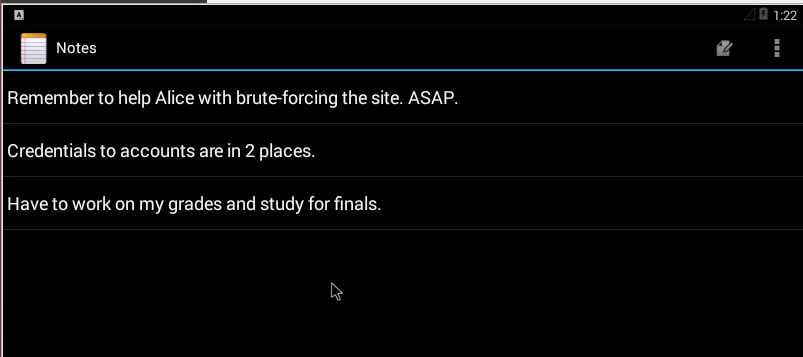 A
1:22
Notes
Remember to help Alice with brute-forcing the site. ASAP.
Credentials to accounts are in 2 places.
Have to work on my grades and study for finals.